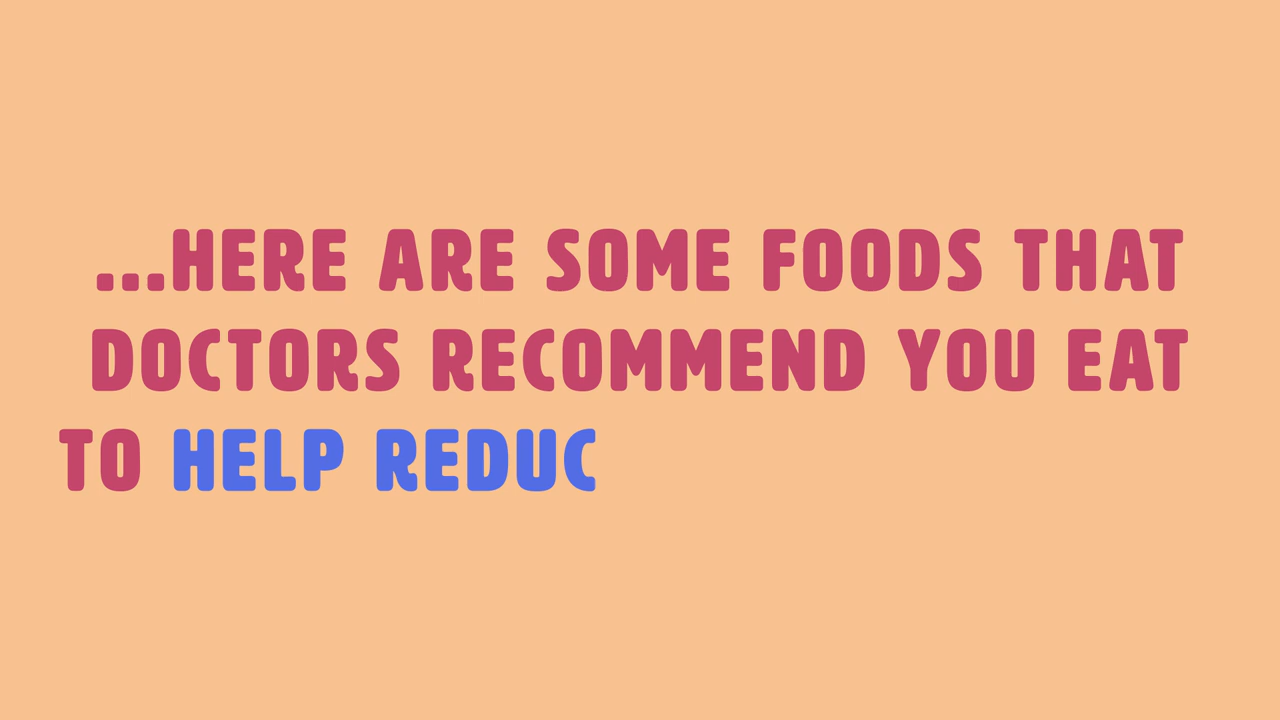 ...HERE ARE SOME FOODS THAT
DOCTORS RECOMMEND YOU EAT
TO HELP REDUC